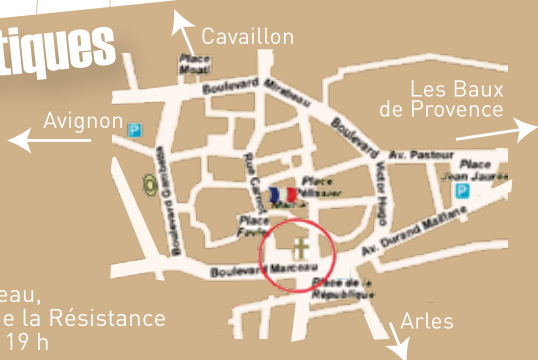 tiques
Cavaillon
Place
Boulevard Mirabeau
Les Baux
de Provence
Avignon
P
Boulevard
Av. Pasteur
Place
Jean Jaurès
P
Boulevard Gambetta
Rue Carnot
Place
Pélissier
Mairie
Victor Hugo
Place
Favier
Av. Durand Maillane
Boulevard Marceau
Place de la
République
eau,
e la Résistance
19 h
Arles